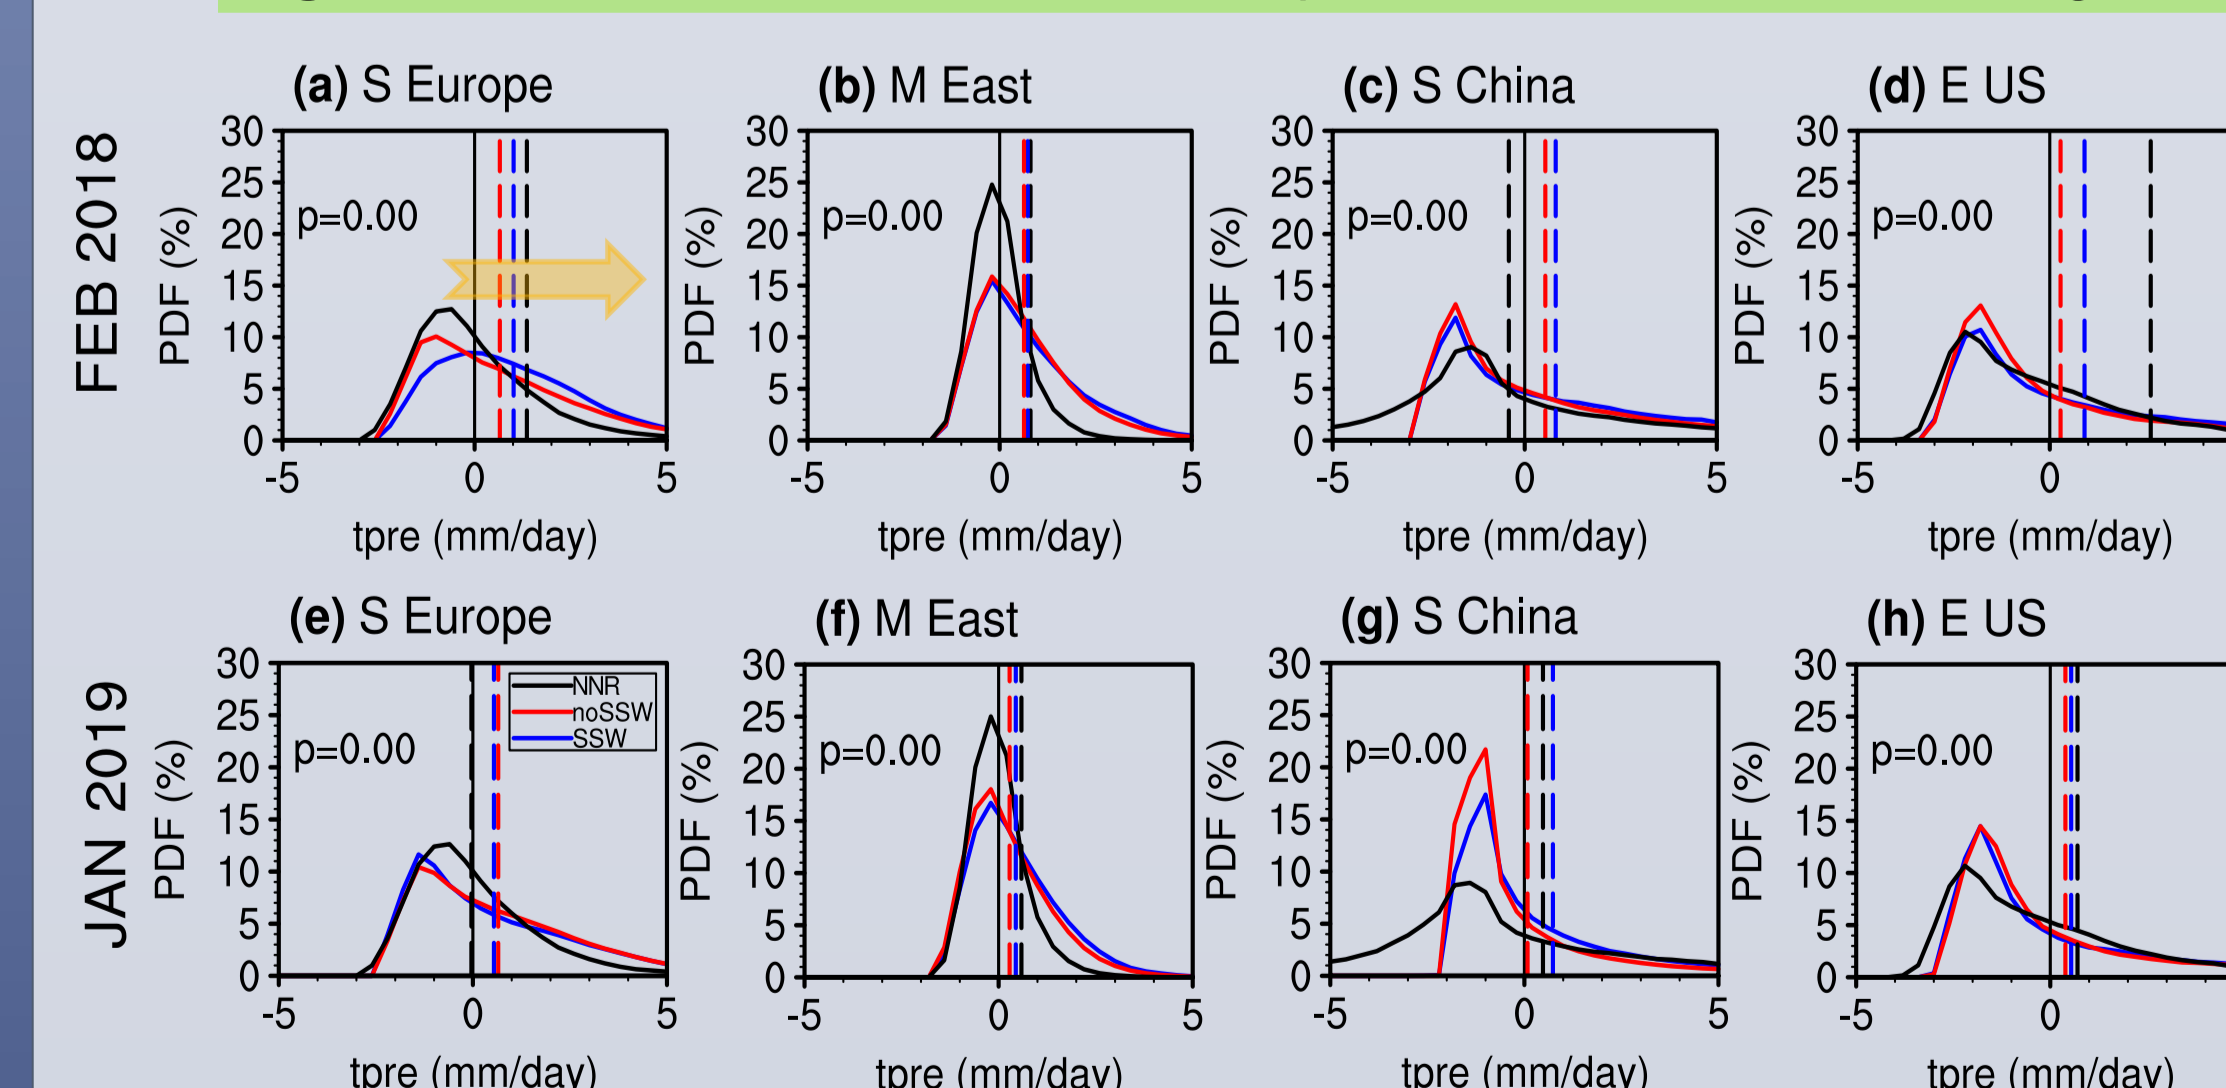 (a) S Europe
(b) M East
(c) S China
(d) E US
FEB 2018
PDF (%)
30
25
20
15
10
5
0
p=0.00
-5
0
5
tpre (mm/day)
PDF (%)
30
25
20
15
10
5
0
p=0.00
-5
0
5
tpre (mm/day)
PDF (%)
30
25
20
15
10
5
0
p=0.00
-5
0
5
tpre (mm/day)
PDF (%)
30
25
20
15
10
5
0
p=0.00
-5
0
tpre (mm/day)
(e) S Europe
(f) M East
(g) S China
(h) E US
JAN 2019
PDF (%)
30
25
20
15
10
5
0
p=0.00
NNR
noSSW
SSW
-5
0
5
tpre (mm/day)
PDF (%)
30
25
20
15
10
5
0
p=0.00
-5
0
5
tpre (mm/day)
PDF (%)
30
25
20
15
10
5
0
p=0.00
-5
0
5
tpre (mm/day)
PDF (%)
30
25
20
15
10
5
0
p=0.00
-5
0
tpre (mm/day)